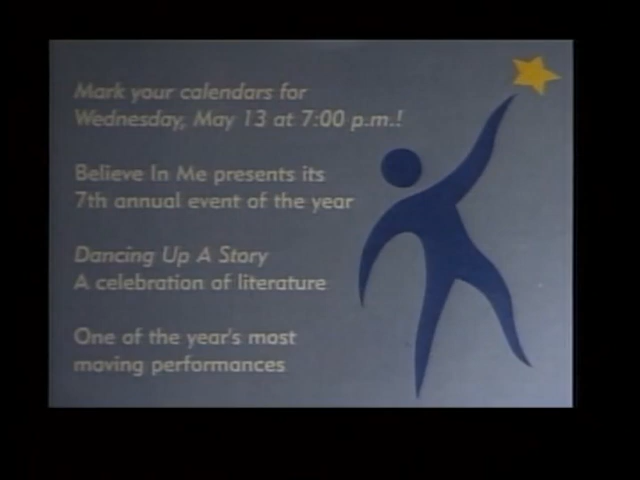 Mark your calendars for
Wednesday, May 13 at 7:00 p.m.!
Believe In Me presents its
7th annual event of the year
Dancing Up A Story
A celebration of literature
One of the year's most
moving performances